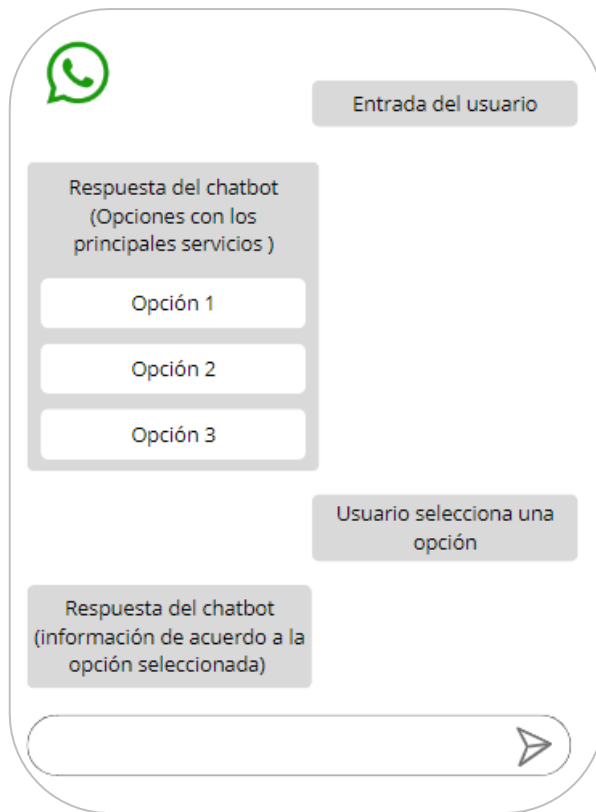 Entrada del usuario
Respuesta del chatbot
(Opciones con los
principales servicios )
Opción 1
Opción 2
Opción 3
Usuario selecciona una
opción
Respuesta del chatbot
(información de acuerdo a la
opción seleccionada)